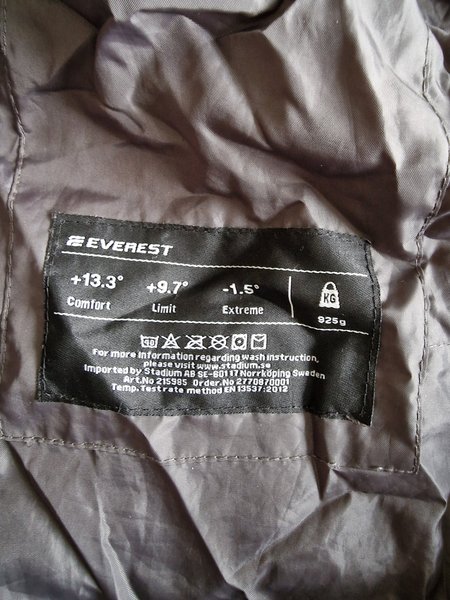 EVEREST
+13.3° +9.7° -1.5°
Comfort Limit Extreme
KG
925g
For more information regarding wash instruction,
please visit www.stadium.se
Imported by Stadium AB SE-60117 Norrköping Sweden
Art.No 215985 Order.No 2770870001
Temp.Test rate method EN 13537:2012